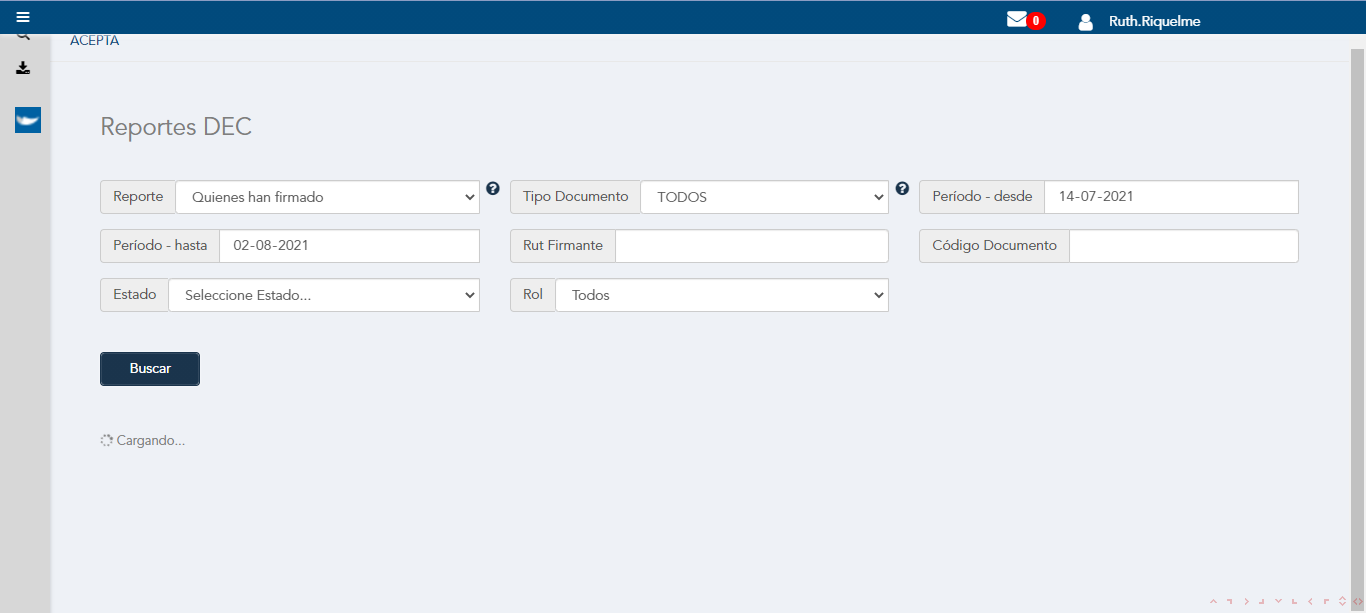 0 Ruth.Riquelme
ACEPTA
Reportes DEC
Reporte Quienes han firmado ? Tipo Documento TODOS ? Período - desde 14-07-2021
Período - hasta 02-08-2021 Rut Firmante Código Documento
Estado Seleccione Estado... Rol Todos
Buscar
Cargando...